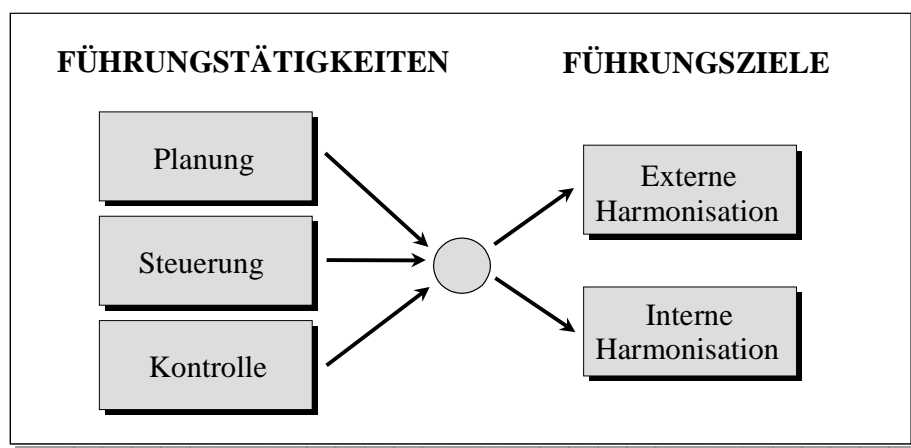 FÜHRUNGSTÄTIGKEITEN
FÜHRUNGSZIELE
Planung
Steuerung
Kontrolle
Externe
Harmonisation
Interne
Harmonisation